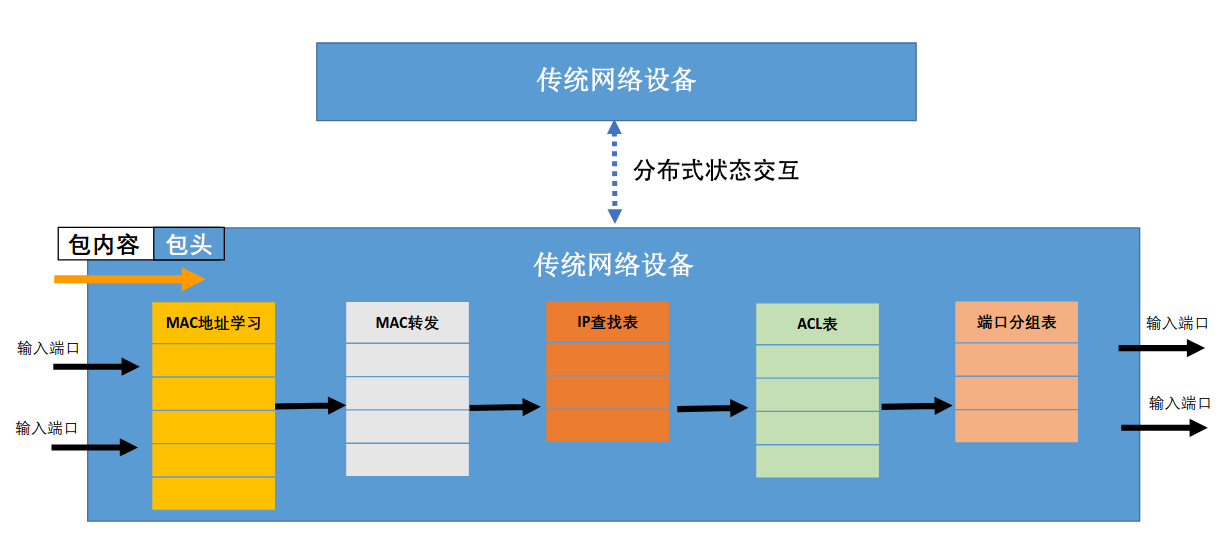 传统网络设备
分布式状态交互
包内容 包头
传统网络设备
MAC地址学习
MAC转发
IP查找表
ACL表
端口分组表
输入端口
输入端口
输入端口
输入端口